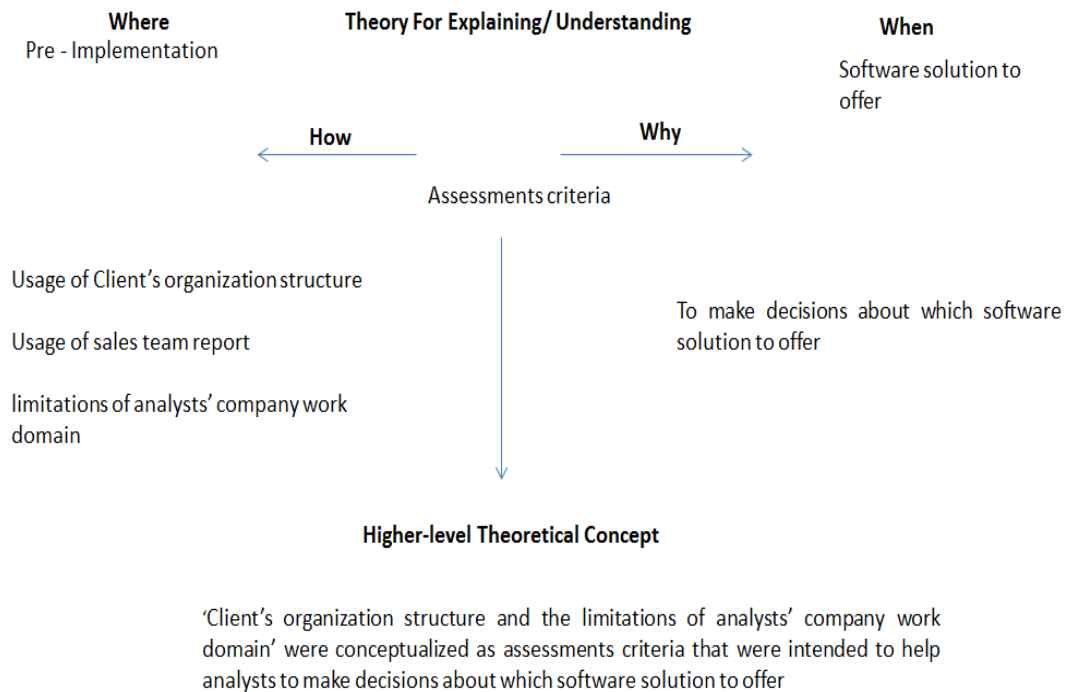 Where
Pre - Implementation
Theory For Explaining/ Understanding
When
Software solution to
offer
How
Why
Assessments criteria
Usage of Client's organization structure
Usage of sales team report
limitations of analysts' company work
domain
To make decisions about which software
solution to offer
Higher-level Theoretical Concept
‘Client's organization structure and the limitations of analysts' company work
domain’ were conceptualized as assessments criteria that were intended to help
analysts to make decisions about which software solution to offer